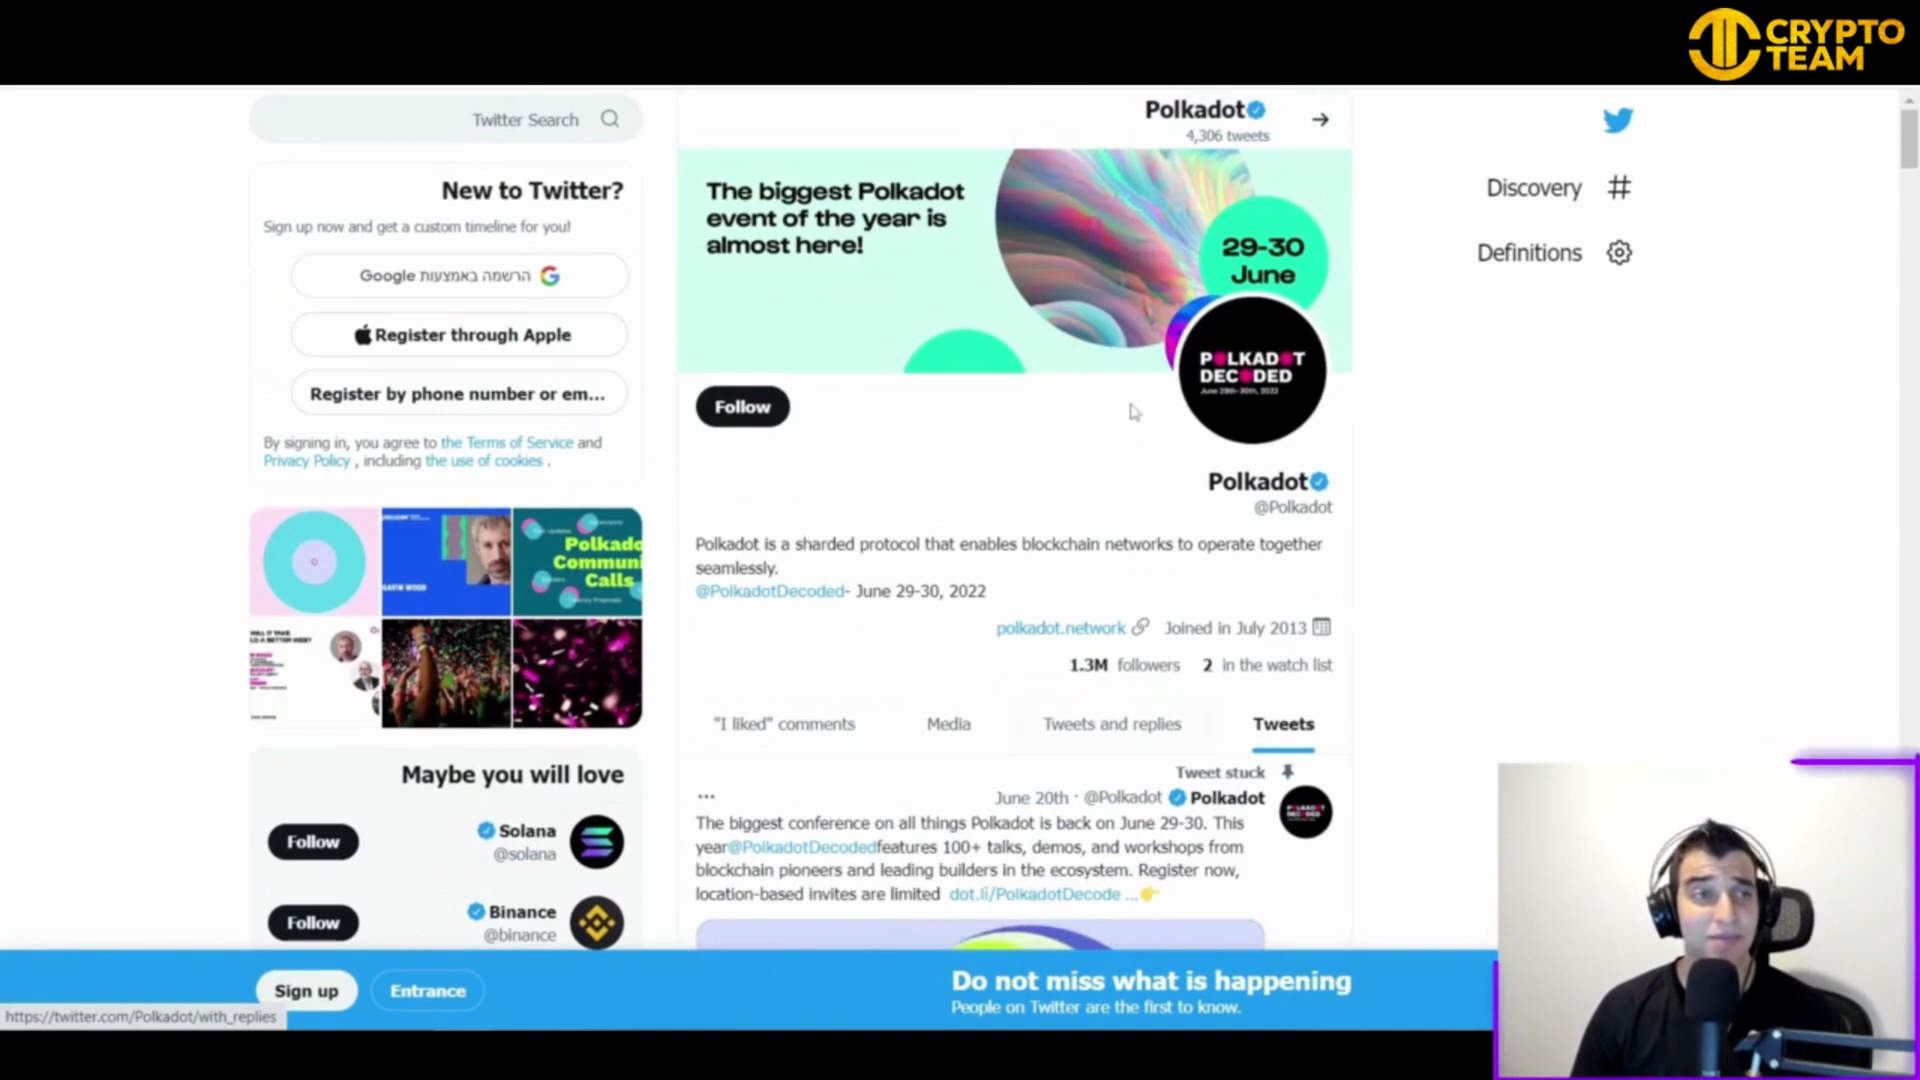 CRYPTO
TEAM
Twitter Search
New to Twitter?
Sign up now and get a custom timeline for you!
הרשמה באמצעות Google
Register through Apple
Register by phone number or em...
By signing in, you agree to the Terms of Service and
Privacy Policy , including the use of cookies .
GAVIN WOOD
Polkado
Communi
Calls
Maybe you will love
Follow
Solana
@solana
Follow
Binance
@binance
Polkadot
4,306 tweets
The biggest Polkadot
event of the year is
almost here!
29-30
June
POLKADOT
DECODED
June 29th-30th, 2022
Follow
Polkadot
@Polkadot
Polkadot is a sharded protocol that enables blockchain networks to operate together
seamlessly.
@PolkadotDecoded- June 29-30, 2022
polkadot.network Joined in July 2013
1.3M followers 2 in the watch list
"I liked" comments Media Tweets and replies Tweets
Tweet stuck
... June 20th · @Polkadot Polkadot
The biggest conference on all things Polkadot is back on June 29-30. This
year@PolkadotDecodedfeatures 100+ talks, demos, and workshops from
blockchain pioneers and leading builders in the ecosystem. Register now,
location-based invites are limited dot.li/PolkadotDecode ...
Discovery
Definitions
Sign up Entrance
Do not miss what is happening
People on Twitter are the first to know.
https://twitter.com/Polkadot/with_replies